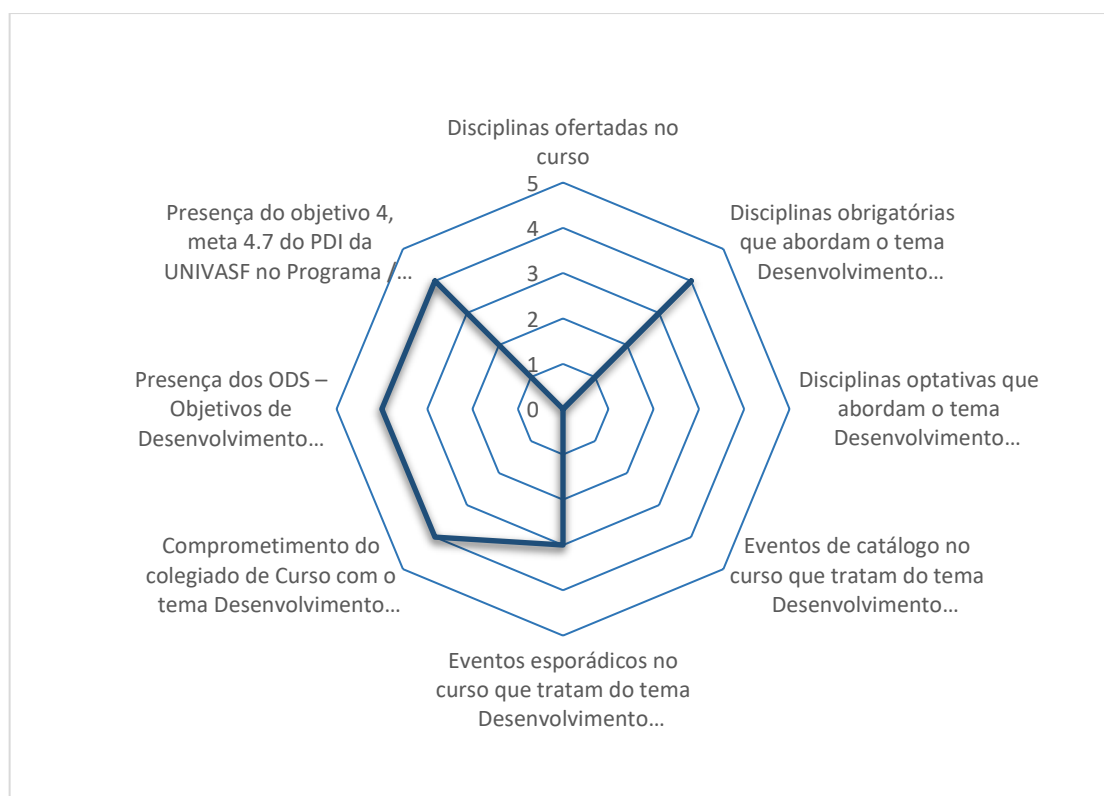 Disciplinas ofertadas no
curso
5
4
3
2
1
0
Disciplinas obrigatórias
que abordam o tema
Desenvolvimento...
Disciplinas optativas que
abordam o tema
Desenvolvimento...
Eventos de catálogo no
curso que tratam do tema
Desenvolvimento...
Eventos esporádicos no
curso que tratam do tema
Desenvolvimento...
Comprometimento do
colegiado de Curso com o
tema Desenvolvimento...
Presença dos ODS –
Objetivos de
Desenvolvimento...
Presença do objetivo 4,
meta 4.7 do PDI da
UNIVASF no Programa /...